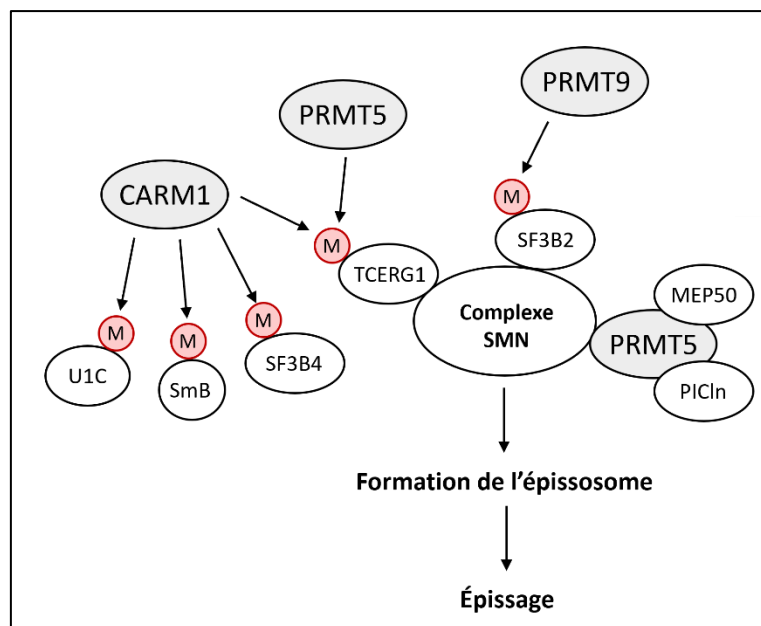 PRMT9
PRMT5
CARM1
M
M
SF3B2
M
TCERG1
M
M
M
U1C
SmB
SF3B4
Complexe
SMN
MEP50
PRMT5
PICln
Formation de l'épissosome
Épissage